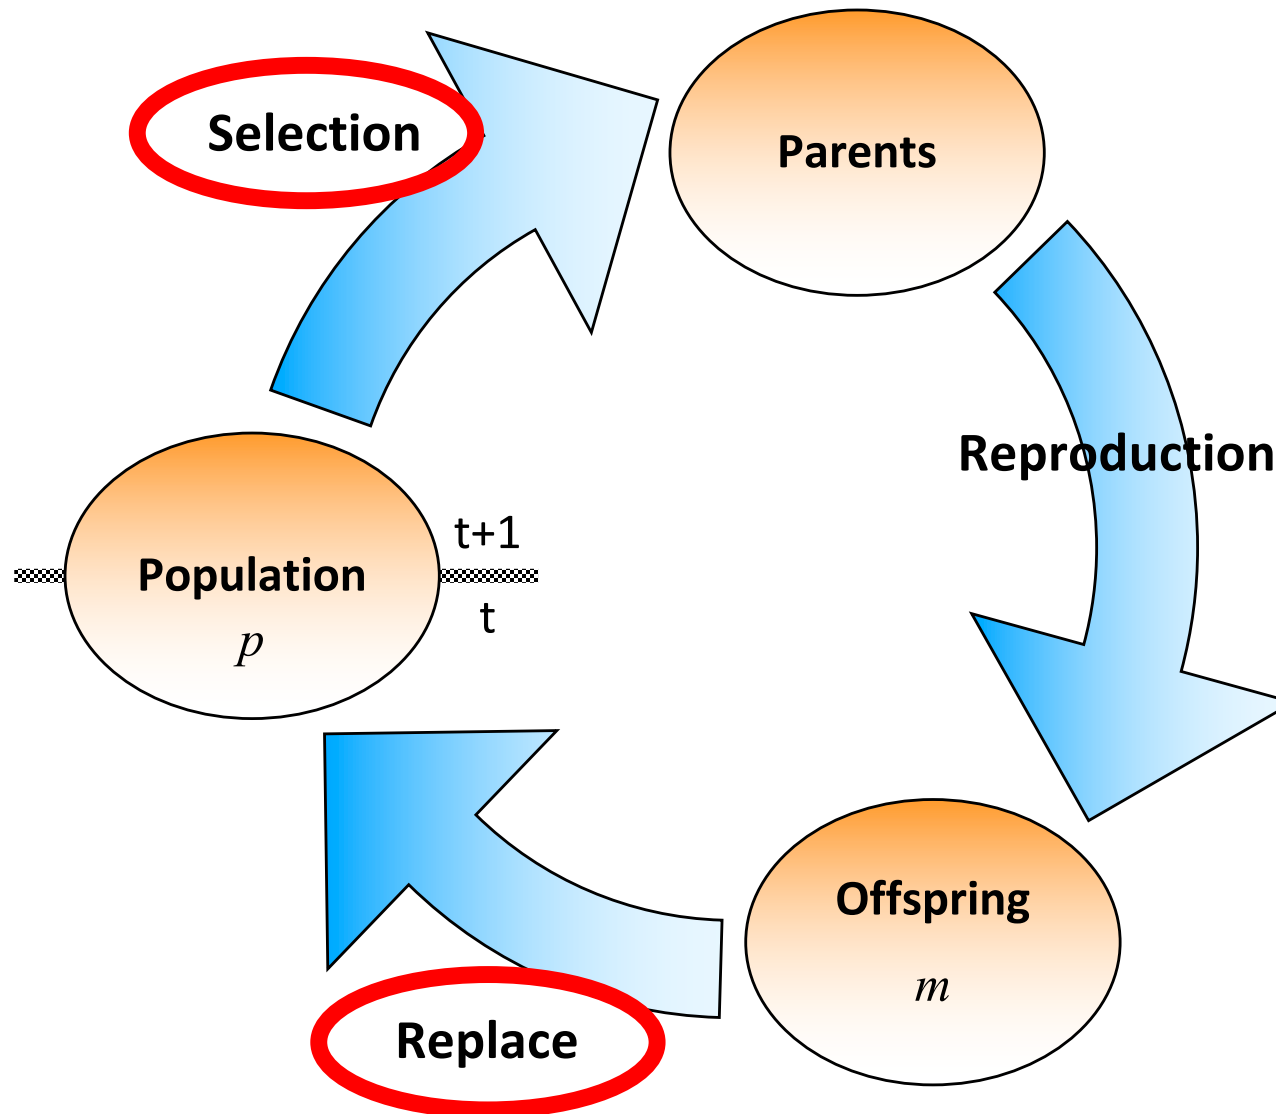 Selection
Parents
Reproduction
t+1
Population
t
p
Offspring
m
Replace